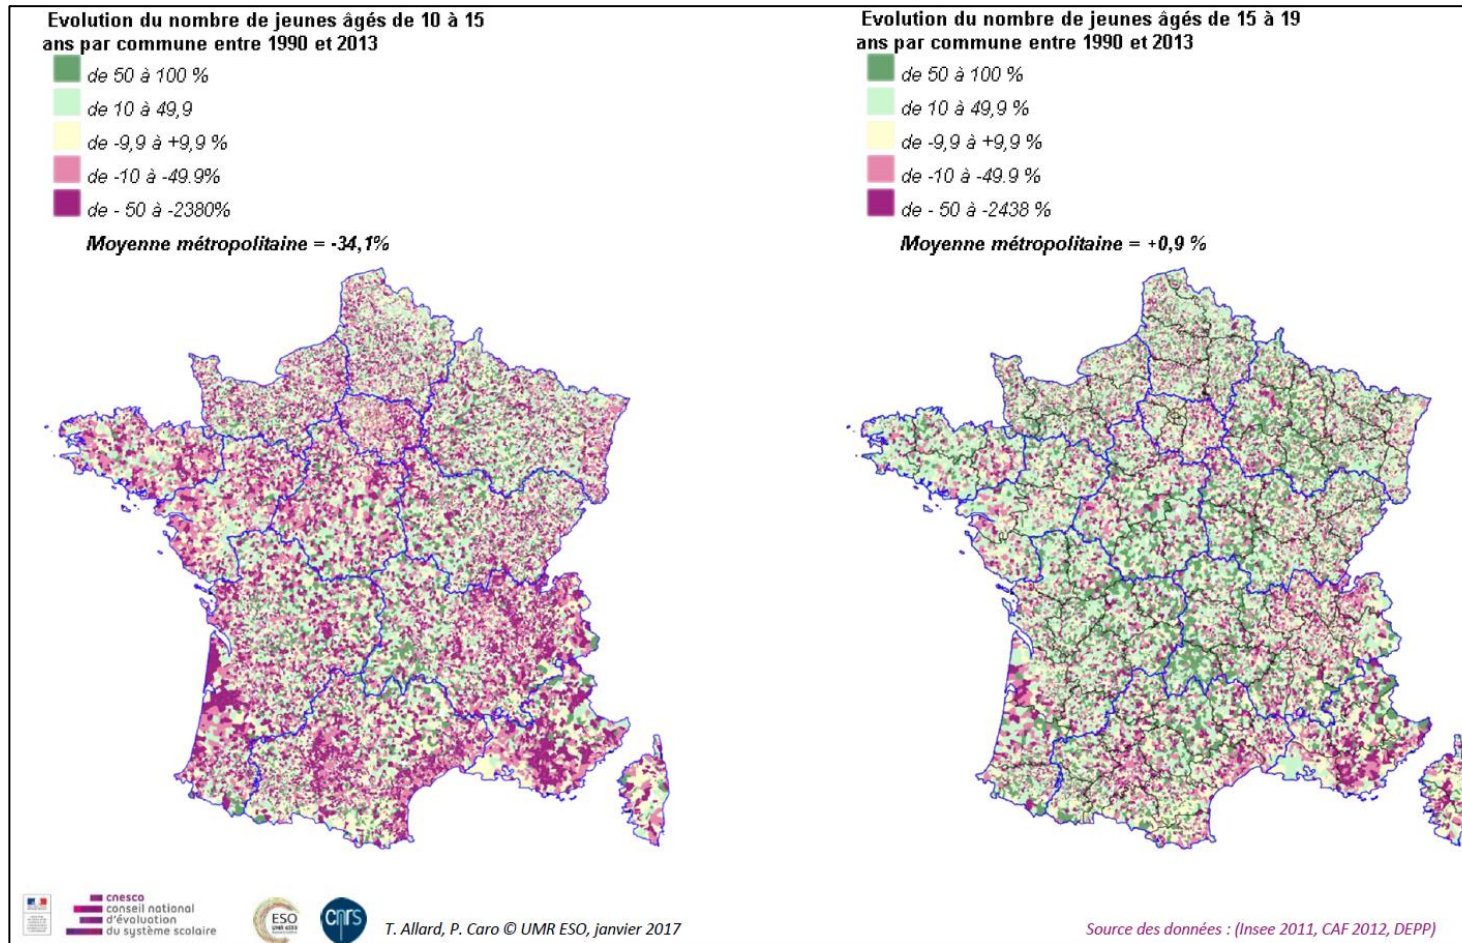 Evolution du nombre de jeunes âgés de 10 à 15
ans par commune entre 1990 et 2013
de 50 à 100 %
de 10 à 49,9
de -9,9 à +9,9 %
de -10 à -49.9%
de - 50 à -2380%
Moyenne métropolitaine = -34,1%
Evolution du nombre de jeunes âgés de 15 à 19
ans par commune entre 1990 et 2013
de 50 à 100 %
de 10 à 49,9 %
de -9,9 à +9,9 %
de -10 à -49.9 %
de - 50 à -2438 %
Moyenne métropolitaine = +0,9 %
cnesco
conseil national
d'évaluation
du système scolaire
ESO
cnrs
T. Allard, P. Caro © UMR ESO, janvier 2017
Source des données : (Insee 2011, CAF 2012, DEPP)